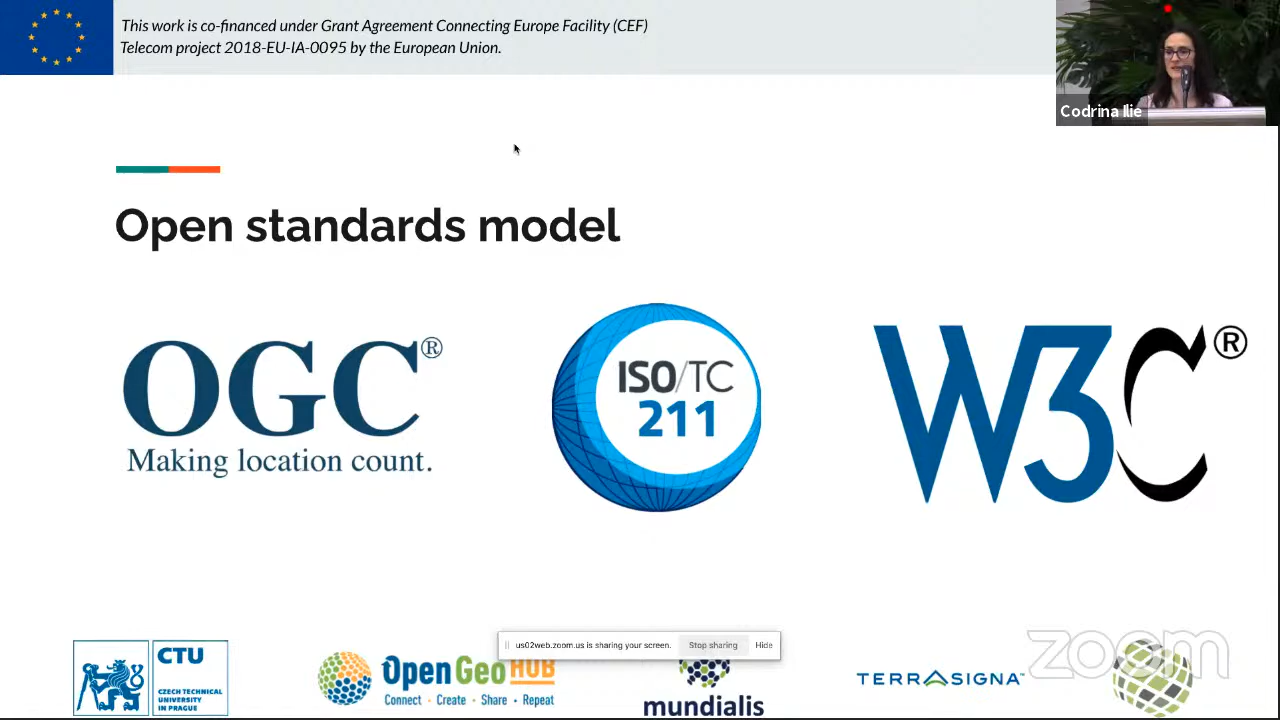 This work is co-financed under Grant Agreement Connecting Europe Facility (CEF)
Telecom project 2018-EU-IA-0095 by the European Union.
Codrina Ilie
Open standards model
OGC®
Making location count.
ISO/TC
211
W3C®
us02web.zoom.us is sharing your screen. Stop sharing Hide
CTU
CZECH TECHNICAL
UNIVERSITY
IN PRAGUE
OpenGeoHUB
Connect · Create · Share · Repeat
mundialis
TERRASIGNA™
zoom